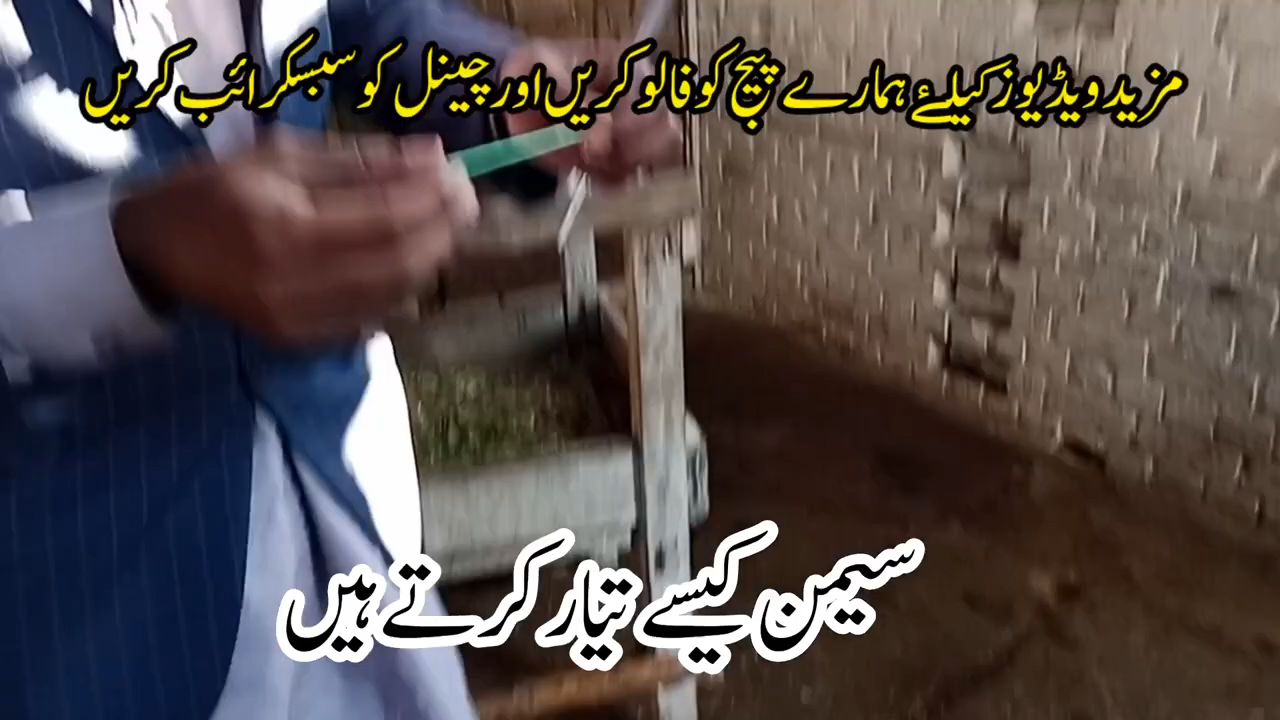 مزید ویڈیوز کیلئے ہمارے پیج کو فالو کریں اور چینل کو سبسکرائب کریں
سیمن کیسے تیار کرتے ہیں